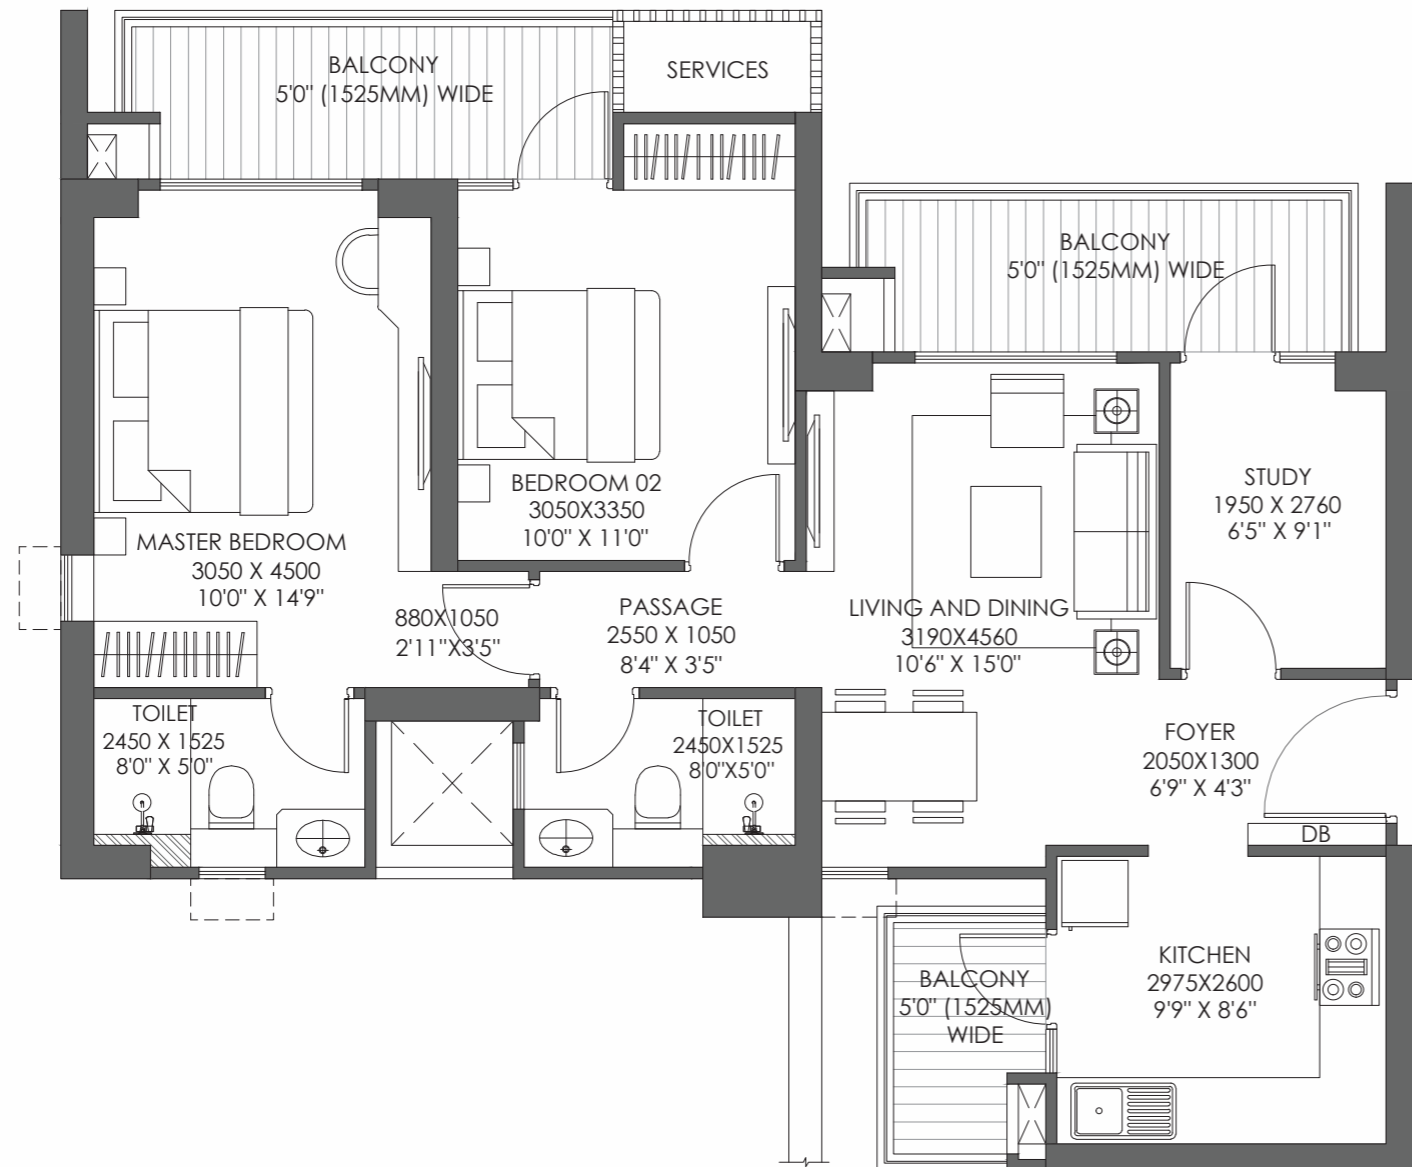 BALCONY
5'0" (1525MM) WIDE
SERVICES
BALCONY
5'0" (1525MM) WIDE
BEDROOM 02
3050X3350
10'0" X 11'0"
STUDY
1950 X 2760
6'5" X 9'1"
MASTER BEDROOM
3050 X 4500
10'0" X 14'9"
880X1050
2'11"X3'5"
PASSAGE
2550 X 1050
8'4" X 3'5"
LIVING AND DINING
3190X4560
10'6" X 15'0"
TOILET
2450 X 1525
8'0" X 5'0"
TOILET
2450X1525
8'0"X5'0"
FOYER
2050X1300
6'9" X 4'3"
DB
BALCONY
5'0" (1525MM)
WIDE
KITCHEN
2975X2600
9'9" X 8'6"